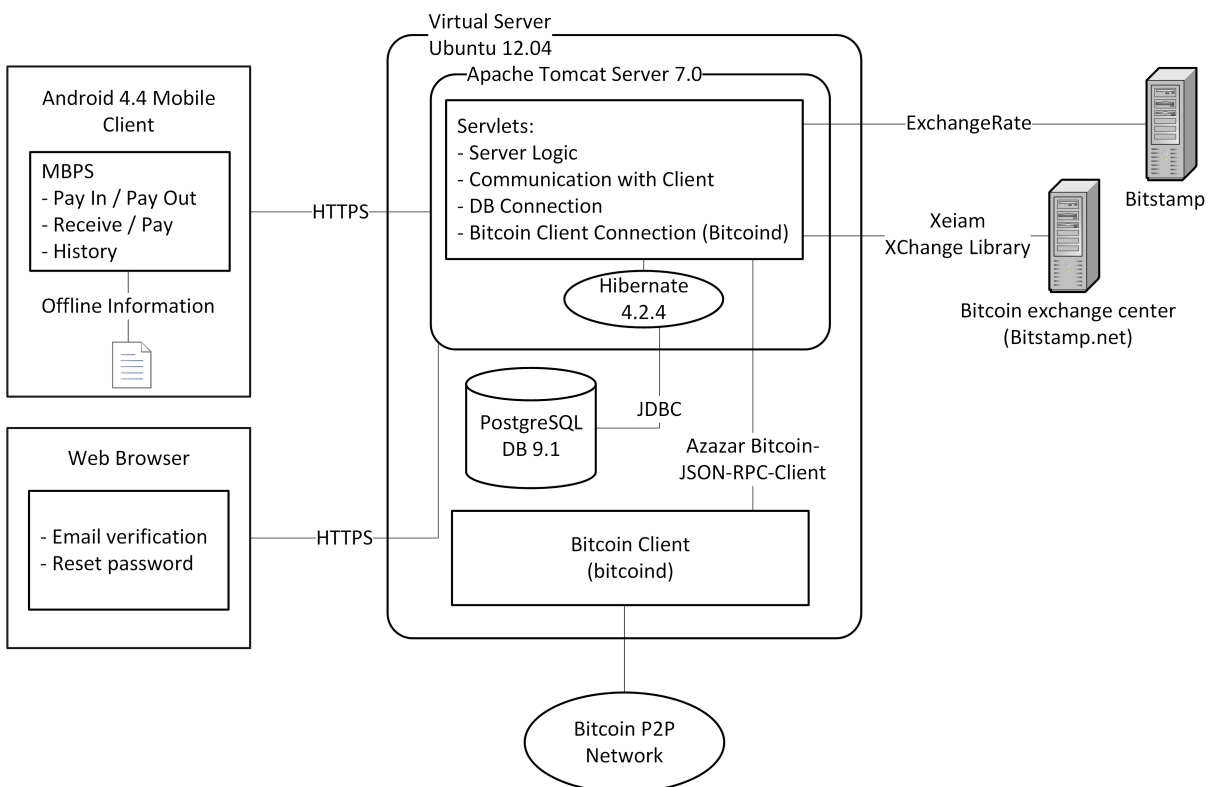 Virtual Server
Ubuntu 12.04
Apache Tomcat Server 7.0
Android 4.4 Mobile
Client
MBPS
- Pay In / Pay Out
- Receive / Pay
- History
Offline Information
HTTPS
Servlets:
- Server Logic
- Communication with Client
- DB Connection
- Bitcoin Client Connection (Bitcoind)
Hibernate
4.2.4
ExchangeRate
Bitstamp
Xeiam
XChange Library
Bitcoin exchange center
(Bitstamp.net)
PostgreSQL
DB 9.1
JDBC
Azazar Bitcoin-
JSON-RPC-Client
Web Browser
- Email verification
- Reset password
HTTPS
Bitcoin Client
(bitcoind)
Bitcoin P2P
Network